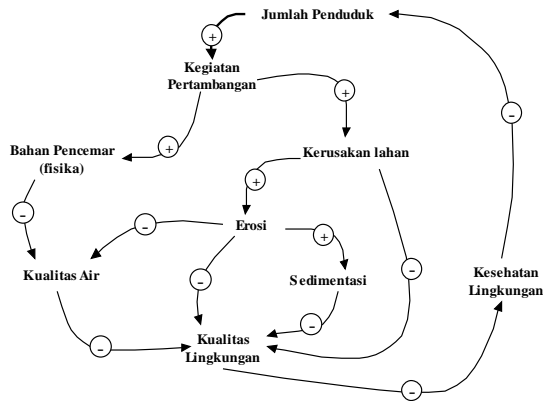 Jumlah Penduduk
+
Kegiatan
Pertambangan
+
+
-
Bahan Pencemar
(fisika)
Kerusakan lahan
+
-
-
Erosi
+
-
-
Kualitas Air
Sedimentasi
Kesehatan
Lingkungan
-
-
Kualitas
Lingkungan
-